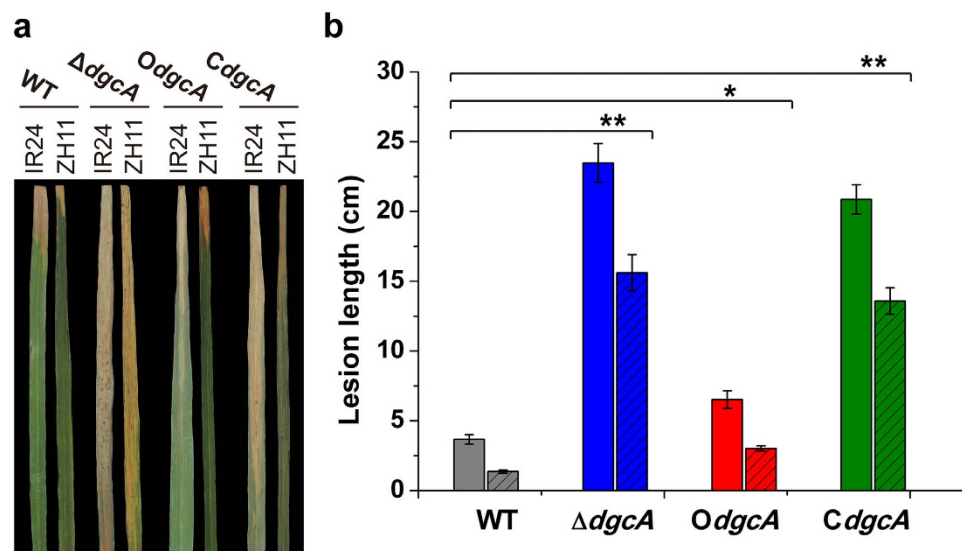 a
WT ΔdgcA OdgcA CdgcA
IR24 ZH11 IR24 ZH11 IR24 ZH11 IR24 ZH11
b
Lesion length (cm)
30
25
20
15
10
5
0
**
*
**
WT ΔdgcA OdgcA CdgcA